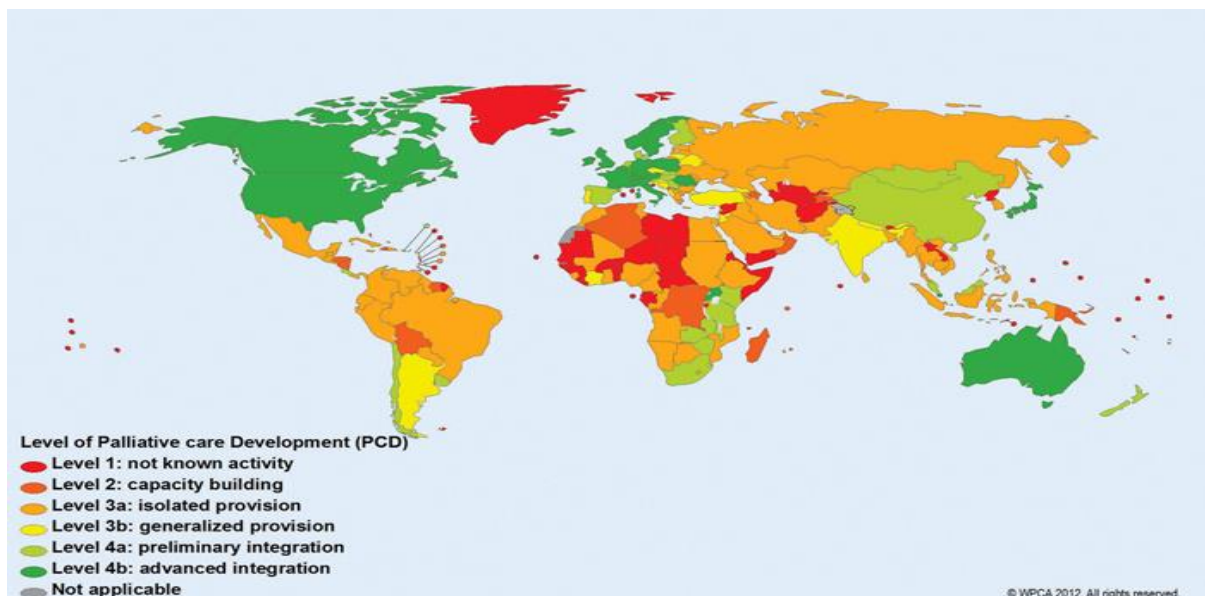 Level of Palliative care Development (PCD)
Level 1: not known activity
Level 2: capacity building
Level 3a: isolated provision
Level 3b: generalized provision
Level 4a: preliminary integration
Level 4b: advanced integration
Not applicable
© WPCA 2012. All rights reserved.